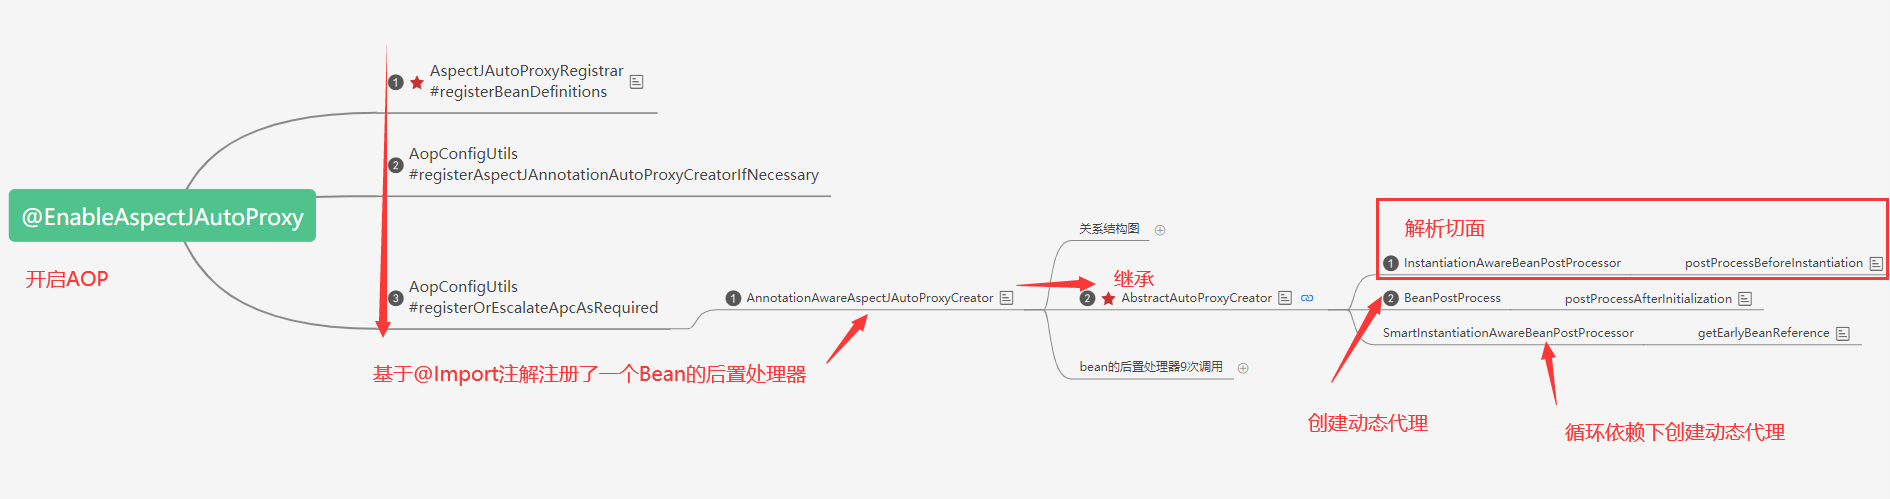 @EnableAspectJAutoProxy
开启AOP
1
AspectJAutoProxyRegistrar
#registerBeanDefinitions
2
AopConfigUtils
#registerAspectJAnnotationAutoProxyCreatorIfNecessary
3
AopConfigUtils
#registerOrEscalateApcAsRequired
基于@Import注解注册了一个Bean的后置处理器
1 AnnotationAwareAspectJAutoProxyCreator
关系结构图
继承
2 AbstractAutoProxyCreator
bean的后置处理器9次调用
解析切面
1 InstantiationAwareBeanPostProcessor postProcessBeforeInstantiation
2 BeanPostProcess postProcessAfterInitialization
SmartInstantiationAwareBeanPostProcessor getEarlyBeanReference
创建动态代理
循环依赖下创建动态代理